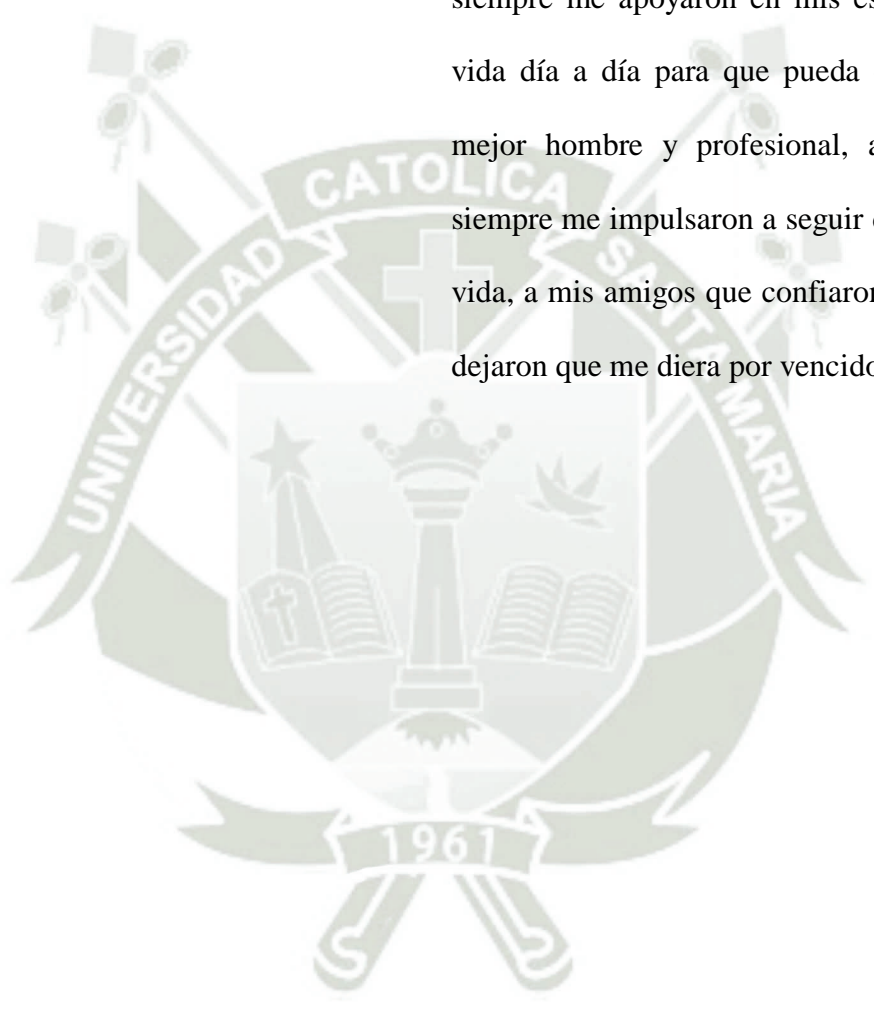 siempre me apoyaron en mis es
vida día a día para que pueda
mejor hombre y profesional, a
siempre me impulsaron a seguir
vida, a mis amigos que confiaron
dejaron que me diera por vencido
UNIVERSIDAD CATOLICA SANTA MARIA
1961